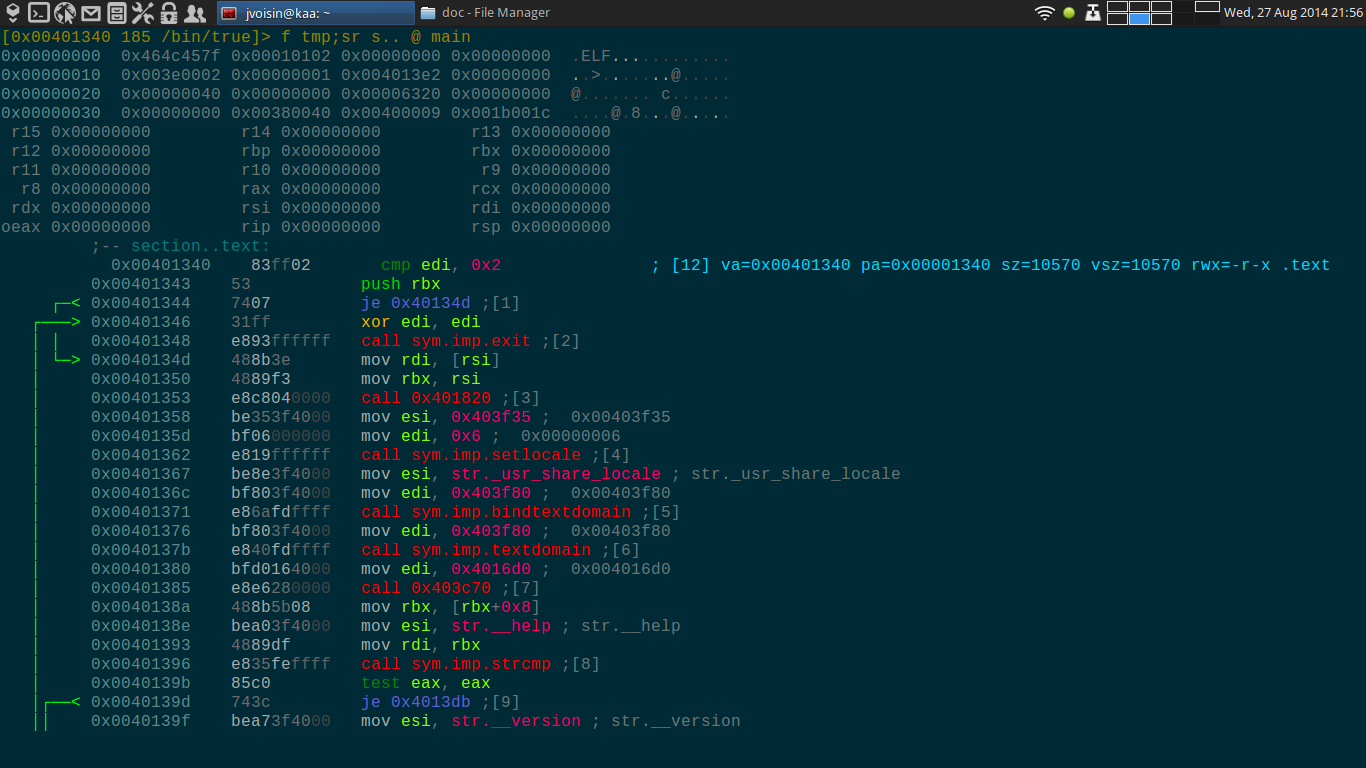 jvoisin@kaa: ~ doc - File Manager Wed, 27 Aug 2014 21:56
[0x00401340 185 /bin/true]> f tmp;sr s.. @ main
0x00000000 0x464c457f 0x00010102 0x00000000 0x00000000 .ELF............
0x00000010 0x003e0002 0x00000001 0x004013e2 0x00000000 ..>.......@.....
0x00000020 0x00000040 0x00000000 0x00006320 0x00000000 @....... c......
0x00000030 0x00000000 0x00380040 0x00400009 0x001b001c ....@.8...@.....
r15 0x00000000 r14 0x00000000 r13 0x00000000
r12 0x00000000 rbp 0x00000000 rbx 0x00000000
r11 0x00000000 r10 0x00000000 r9 0x00000000
r8 0x00000000 rax 0x00000000 rcx 0x00000000
rdx 0x00000000 rsi 0x00000000 rdi 0x00000000
oeax 0x00000000 rip 0x00000000 rsp 0x00000000
;-- section..text:
0x00401340 83ff02 cmp edi, 0x2 ; [12] va=0x00401340 pa=0x00001340 sz=10570 vsz=10570 rwx=-r-x .text
0x00401343 53 push rbx
0x00401344 7407 je 0x40134d ;[1]
0x00401346 31ff xor edi, edi
0x00401348 e893ffffff call sym.imp.exit ;[2]
0x0040134d 488b3e mov rdi, [rsi]
0x00401350 4889f3 mov rbx, rsi
0x00401353 e8c8040000 call 0x401820 ;[3]
0x00401358 be353f4000 mov esi, 0x403f35 ; 0x00403f35
0x0040135d bf06000000 mov edi, 0x6 ; 0x00000006
0x00401362 e819ffffff call sym.imp.setlocale ;[4]
0x00401367 be8e3f4000 mov esi, str._usr_share_locale ; str._usr_share_locale
0x0040136c bf803f4000 mov edi, 0x403f80 ; 0x00403f80
0x00401371 e86afdffff call sym.imp.bindtextdomain ;[5]
0x00401376 bf803f4000 mov edi, 0x403f80 ; 0x00403f80
0x0040137b e840fdffff call sym.imp.textdomain ;[6]
0x00401380 bfd0164000 mov edi, 0x4016d0 ; 0x004016d0
0x00401385 e8e6280000 call 0x403c70 ;[7]
0x0040138a 488b5b08 mov rbx, [rbx+0x8]
0x0040138e bea03f4000 mov esi, str.__help ; str.__help
0x00401393 4889df mov rdi, rbx
0x00401396 e835feffff call sym.imp.strcmp ;[8]
0x0040139b 85c0 test eax, eax
0x0040139d 743c je 0x4013db ;[9]
0x0040139f bea73f4000 mov esi, str.__version ; str.__version